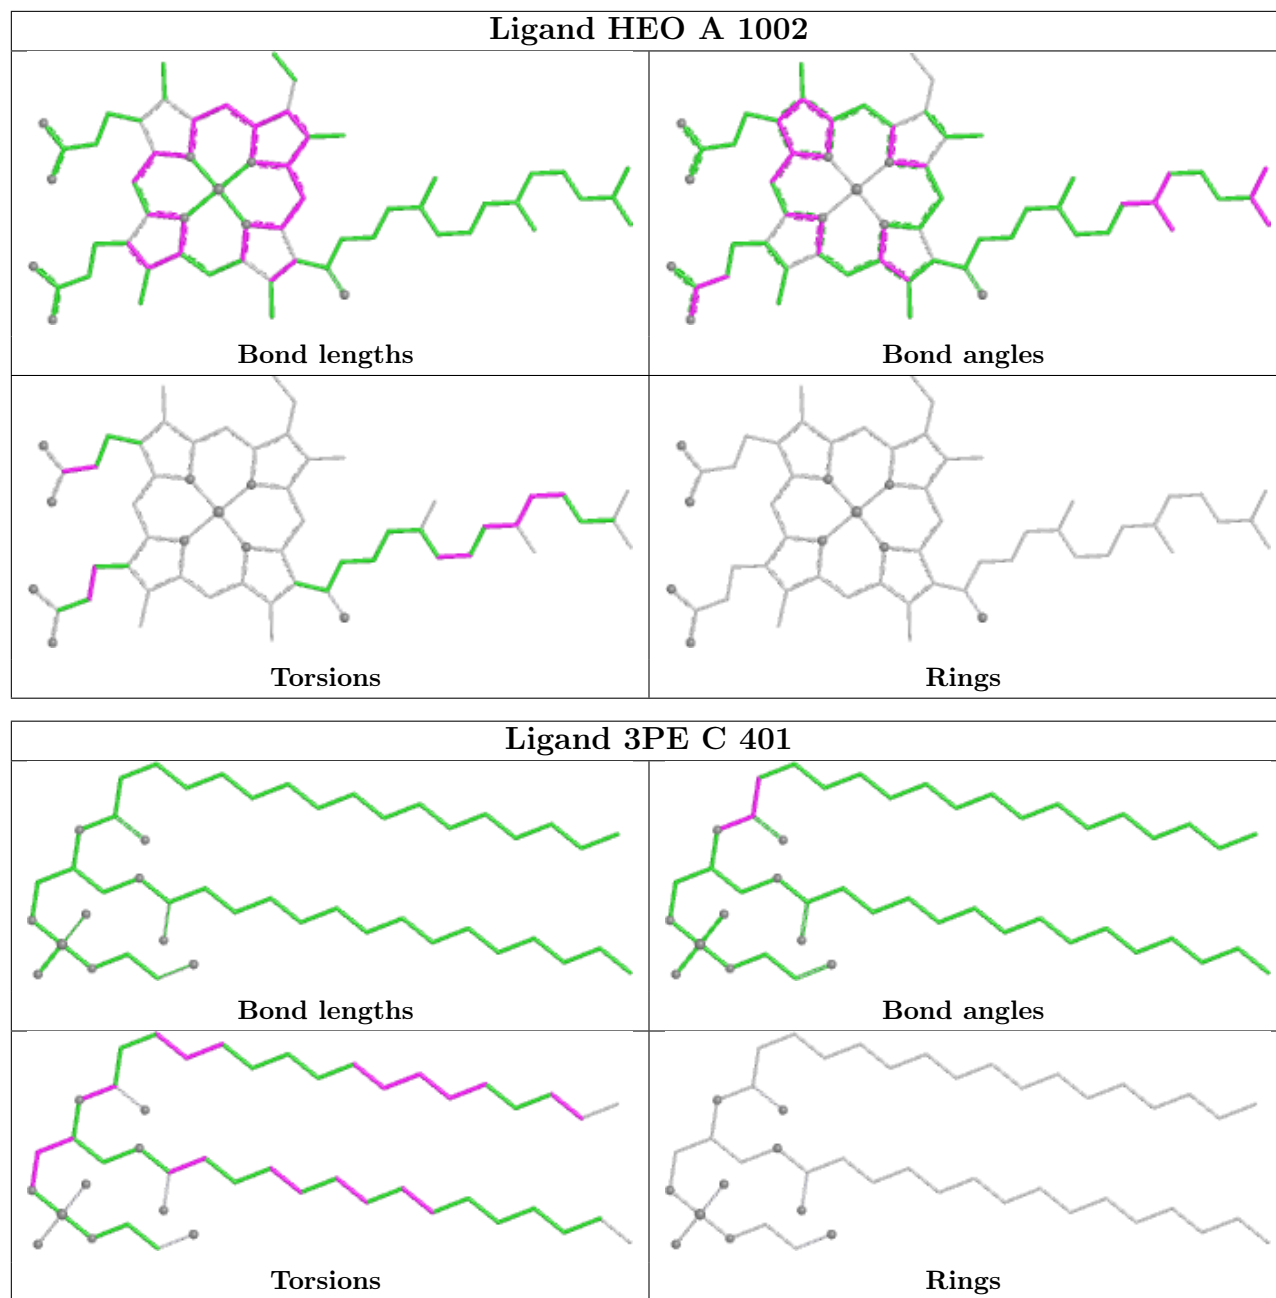 Ligand HEO A 1002
Bond lengths
Bond angles
Torsions
Rings
Ligand 3PE C 401
Bond lengths
Bond angles
Torsions
Rings